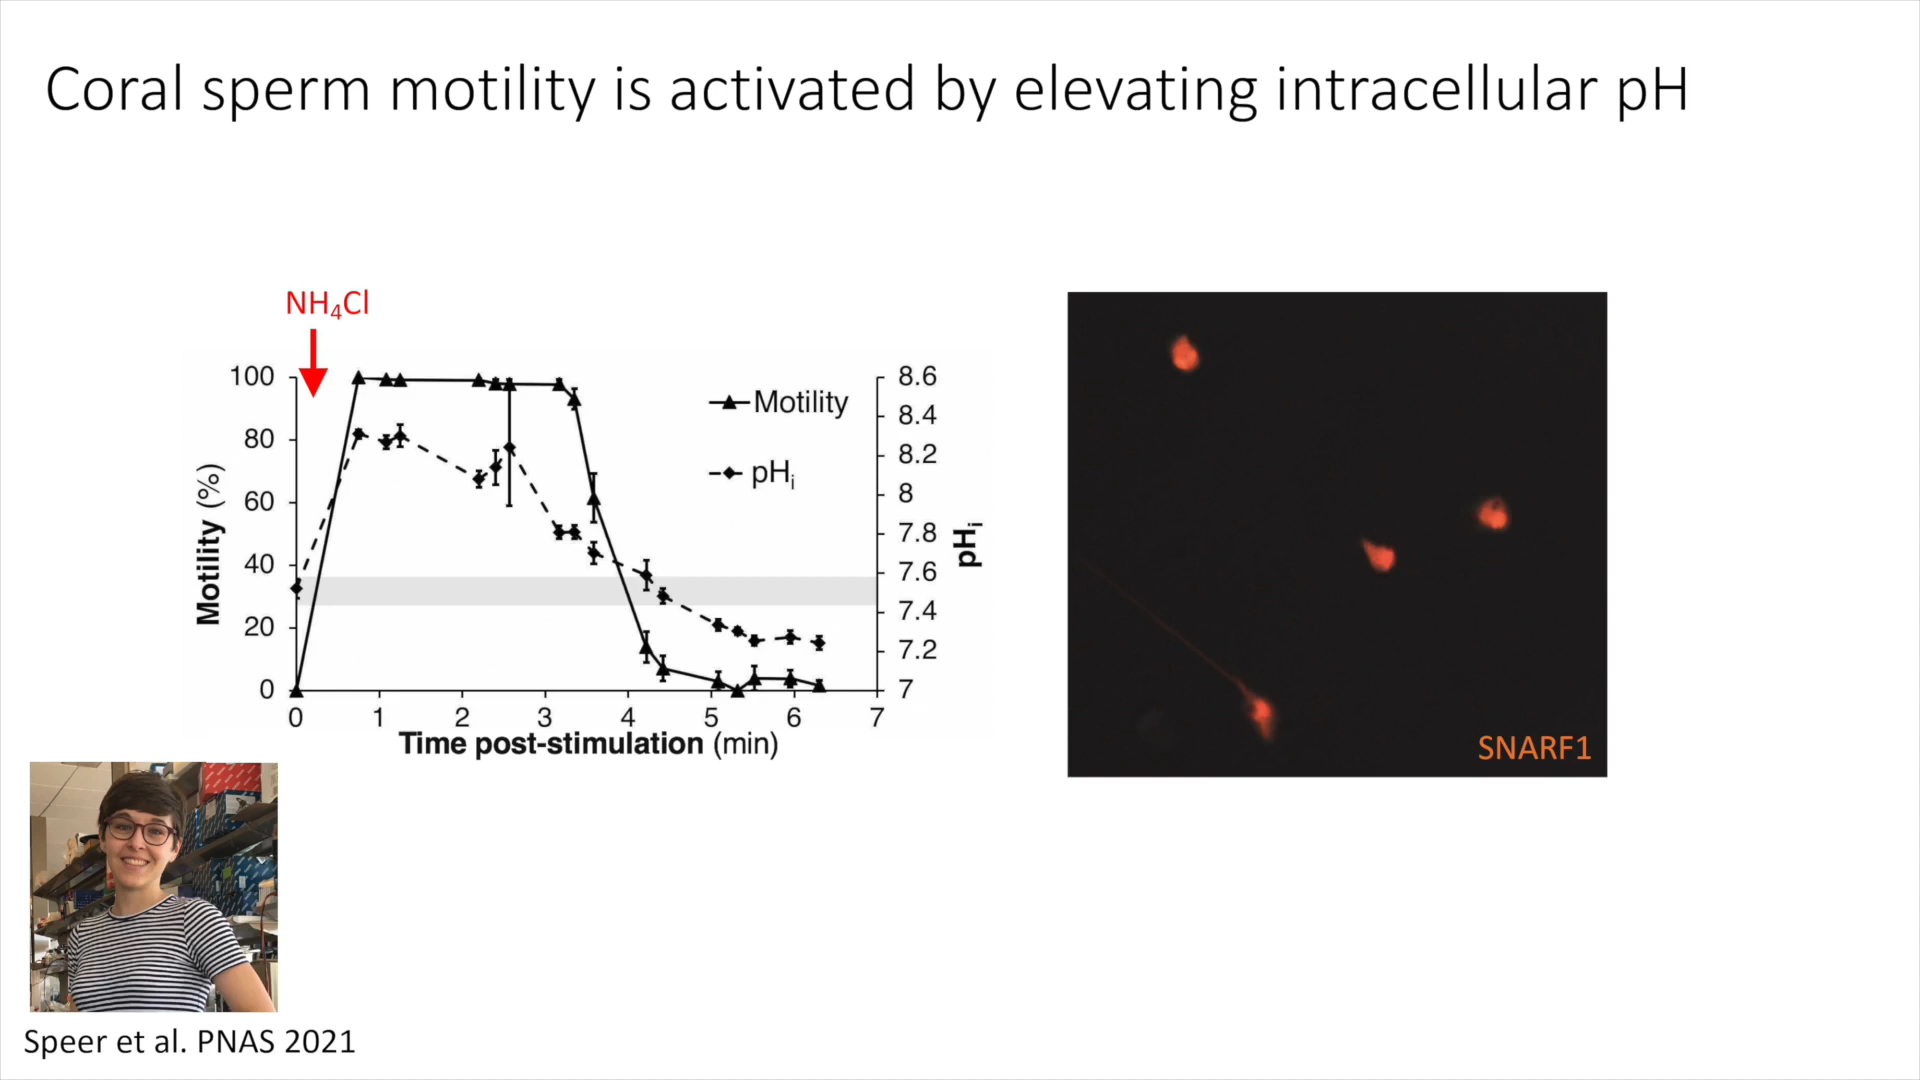 Coral sperm motility is activated by elevating intracellular pH
NH₄Cl
100
80
60
40
20
0
Motility (%)
Motility
pHᵢ
8.6
8.4
8.2
8
7.8
7.6
7.4
7.2
7
pHᵢ
0 1 2 3 4 5 6 7
Time post-stimulation (min)
SNARF1
Speer et al. PNAS 2021